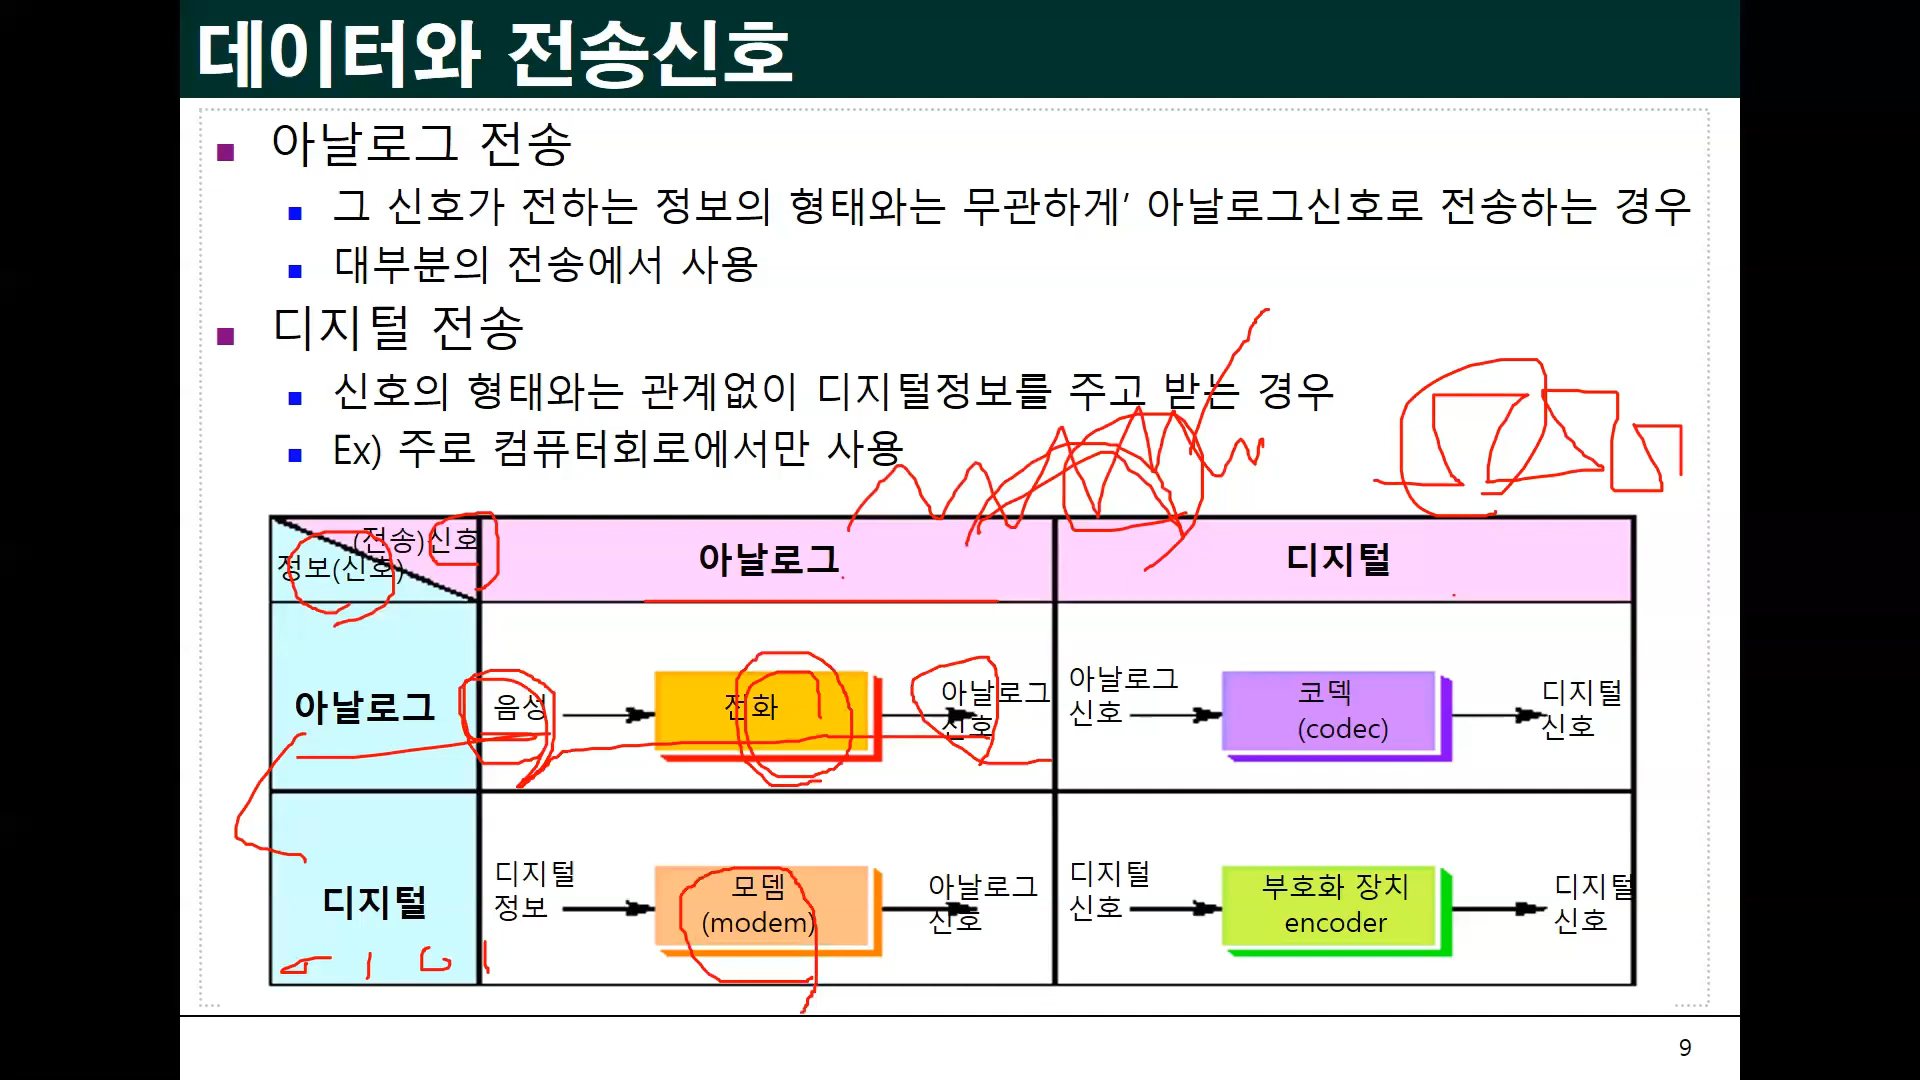 데이터와 전송신호
아날로그 전송
그 신호가 전하는 정보의 형태와는 무관하게’ 아날로그신호로 전송하는 경우
대부분의 전송에서 사용
디지털 전송
신호의 형태와는 관계없이 디지털정보를 주고 받는 경우
Ex) 주로 컴퓨터회로에서만 사용
(전송)신호
정보(신호)
아날로그
디지털
아날로그
음성
전화
아날로그
신호
아날로그
신호
코덱
(codec)
디지털
신호
디지털
디지털
정보
모뎀
(modem)
아날로그
신호
디지털
신호
부호화 장치
encoder
디지털
신호
9